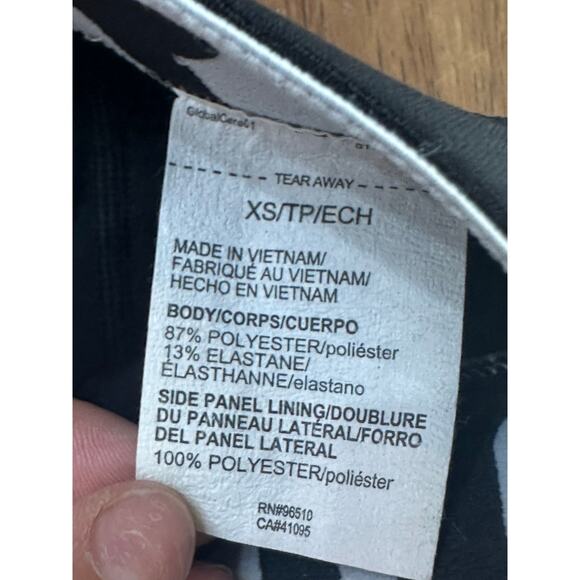 GlobalCare01
- - - - TEAR AWAY - - - -
XS/TP/ECH
MADE IN VIETNAM/
FABRIQUÉ AU VIETNAM/
HECHO EN VIETNAM
BODY/CORPS/CUERPO
87% POLYESTER/poliéster
13% ELASTANE/
ÉLASTHANNE/elastano
SIDE PANEL LINING/DOUBLURE
DU PANNEAU LATÉRAL/FORRO
DEL PANEL LATERAL
100% POLYESTER/poliéster
RN#96510
CA#41095